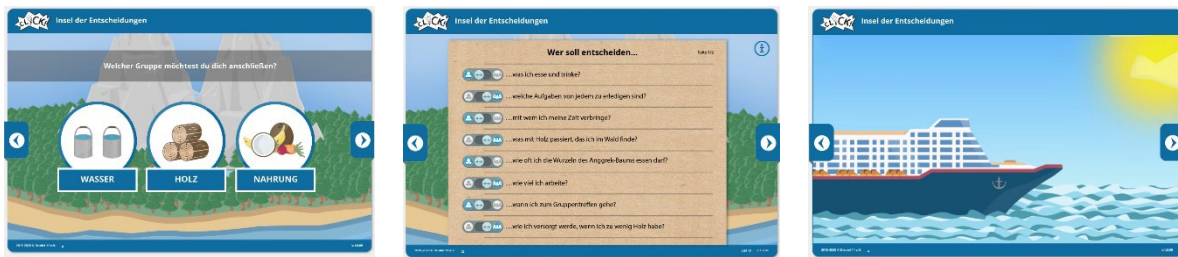 CLICK!
Insel der Entscheidungen
Welcher Gruppe möchtest du dich anschließen?
WASSER
HOLZ
NAHRUNG
CLICK!
Insel der Entscheidungen
Wer soll entscheiden...
...was ich esse und trinke?
...welche Aufgaben von jedem zu erledigen sind?
...mit wem ich meine Zeit verbringe?
...was mit Holz passiert, das ich im Wald finde?
...wie oft ich die Wurzeln des Anggrek-Baums essen darf?
...wie viel ich arbeite?
...wann ich zum Gruppentreffen gehe?
...wie ich versorgt werde, wenn ich zu wenig Holz habe?
CLICK!
Insel der Entscheidungen